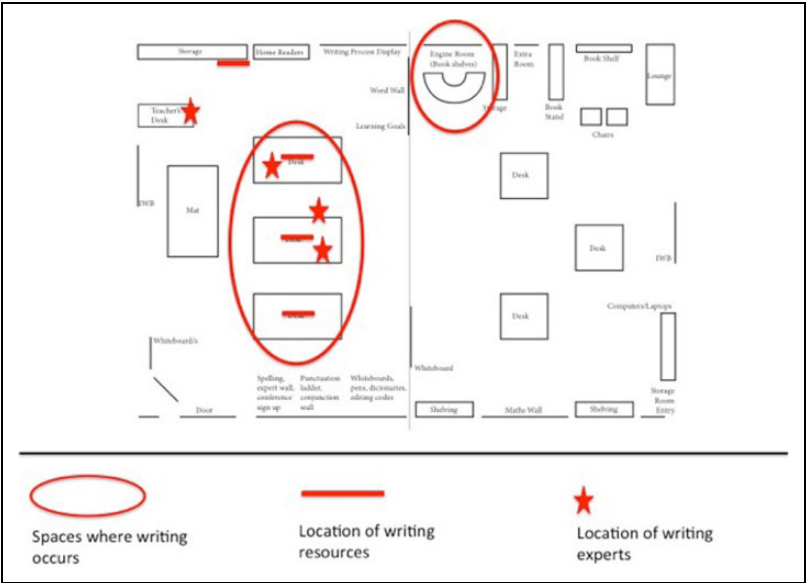 Storage
Home Readers
Writing Process Display
Engine Room
(Book shelves)
Extra
Room
Book Shelf
Lounge
Word Wall
Storage
Book
Stand
Teacher's
Desk
Chairs
Learning Goals
Desk
Desk
IWB
Mat
Desk
Desk
IWB
Desk
Desk
Computers/Laptops
Whiteboard/s
Whiteboard
Spelling,
expert wall,
conference
sign up
Punctuation
ladder,
conjunction
wall
Whiteboards,
pens, dicionaries,
editing codes
Storage
Room
Entry
Door
Shelving
Maths Wall
Shelving
Spaces where writing
occurs
Location of writing
resources
Location of writing
experts